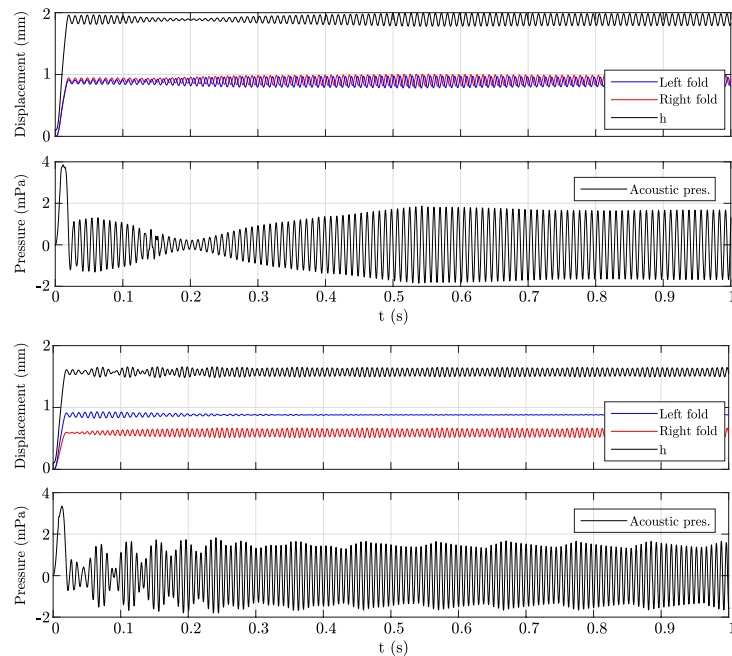 2
1
0
Displacement (mm)
Left fold
Right fold
h
4
2
0
-2
Pressure (mPa)
Acoustic pres.
0 0.1 0.2 0.3 0.4 0.5 0.6 0.7 0.8 0.9 1
t (s)
2
1
0
Displacement (mm)
Left fold
Right fold
h
4
2
0
-2
Pressure (mPa)
Acoustic pres.
0 0.1 0.2 0.3 0.4 0.5 0.6 0.7 0.8 0.9 1
t (s)